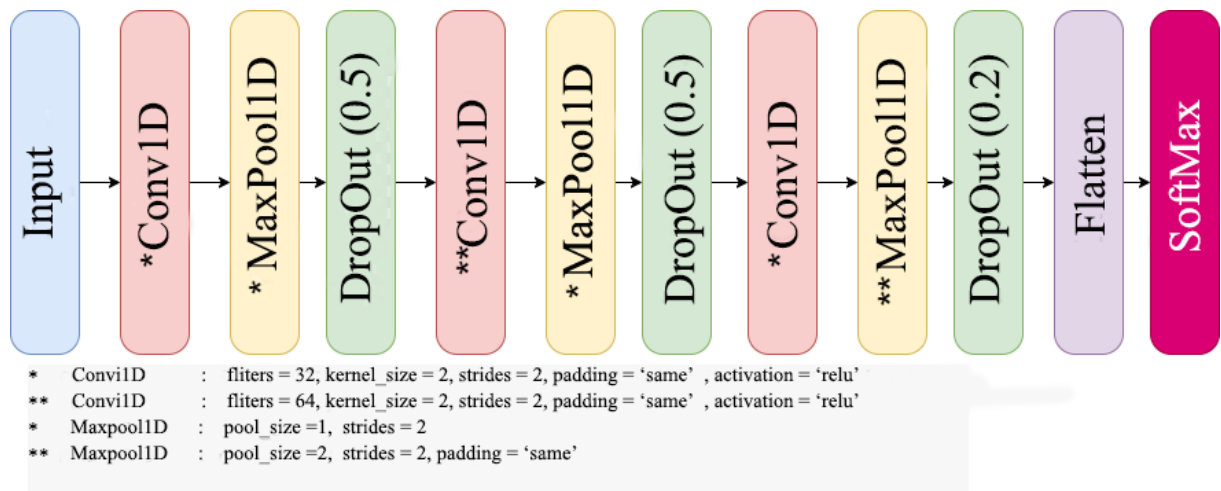 Input
*Conv1D
*MaxPool1D
DropOut (0.5)
**Conv1D
*MaxPool1D
DropOut (0.5)
*Conv1D
**MaxPool1D
DropOut (0.2)
Flatten
SoftMax
* Convi1D : fliters = 32, kernel_size = 2, strides = 2, padding = ‘same’ , activation = ‘relu’
** Convi1D : fliters = 64, kernel_size = 2, strides = 2, padding = ‘same’ , activation = ‘relu’
* Maxpool1D : pool_size =1, strides = 2
** Maxpool1D : pool_size =2, strides = 2, padding = ‘same’